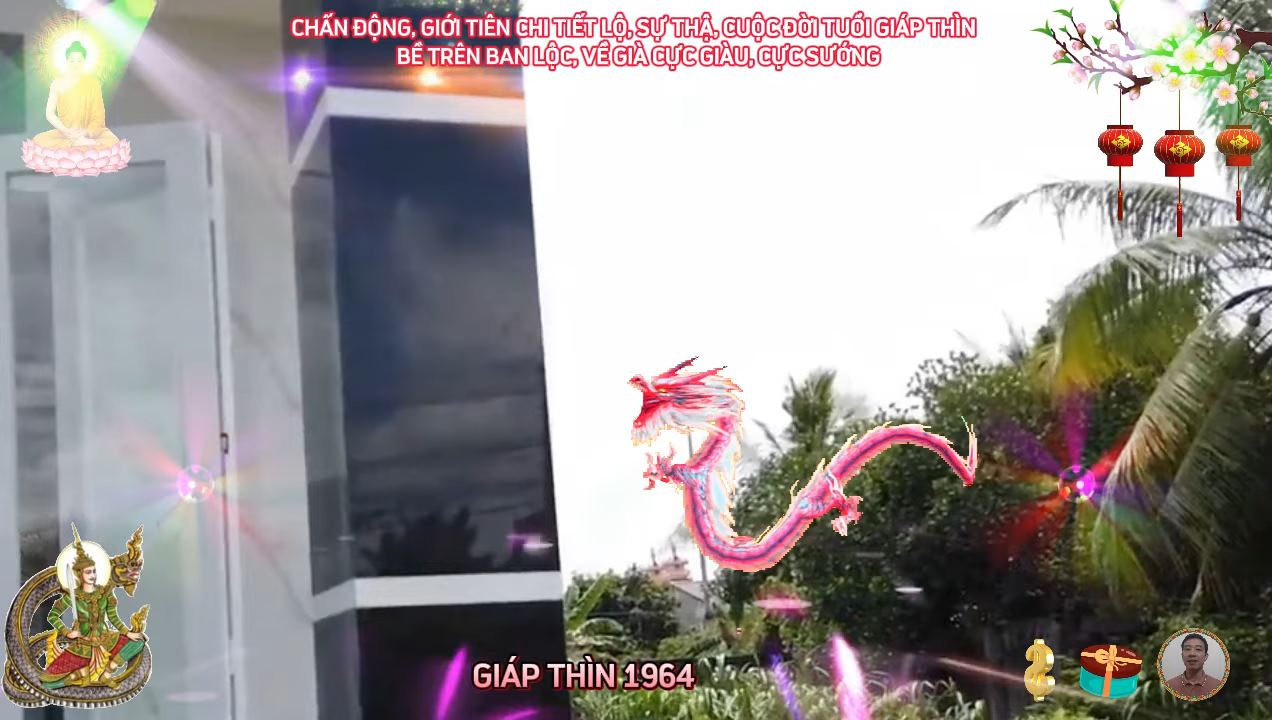 CHẤN ĐỘNG, GIỚI TIÊN CHI TIẾT LỘ, SỰ THẬ, CUỘC ĐỜI TUỔI GIÁP THÌN
BỀ TRÊN BAN LỘC, VỀ GIÀ CỰC GIÀU, CỰC SƯỚNG
GIÁP THÌN 1964